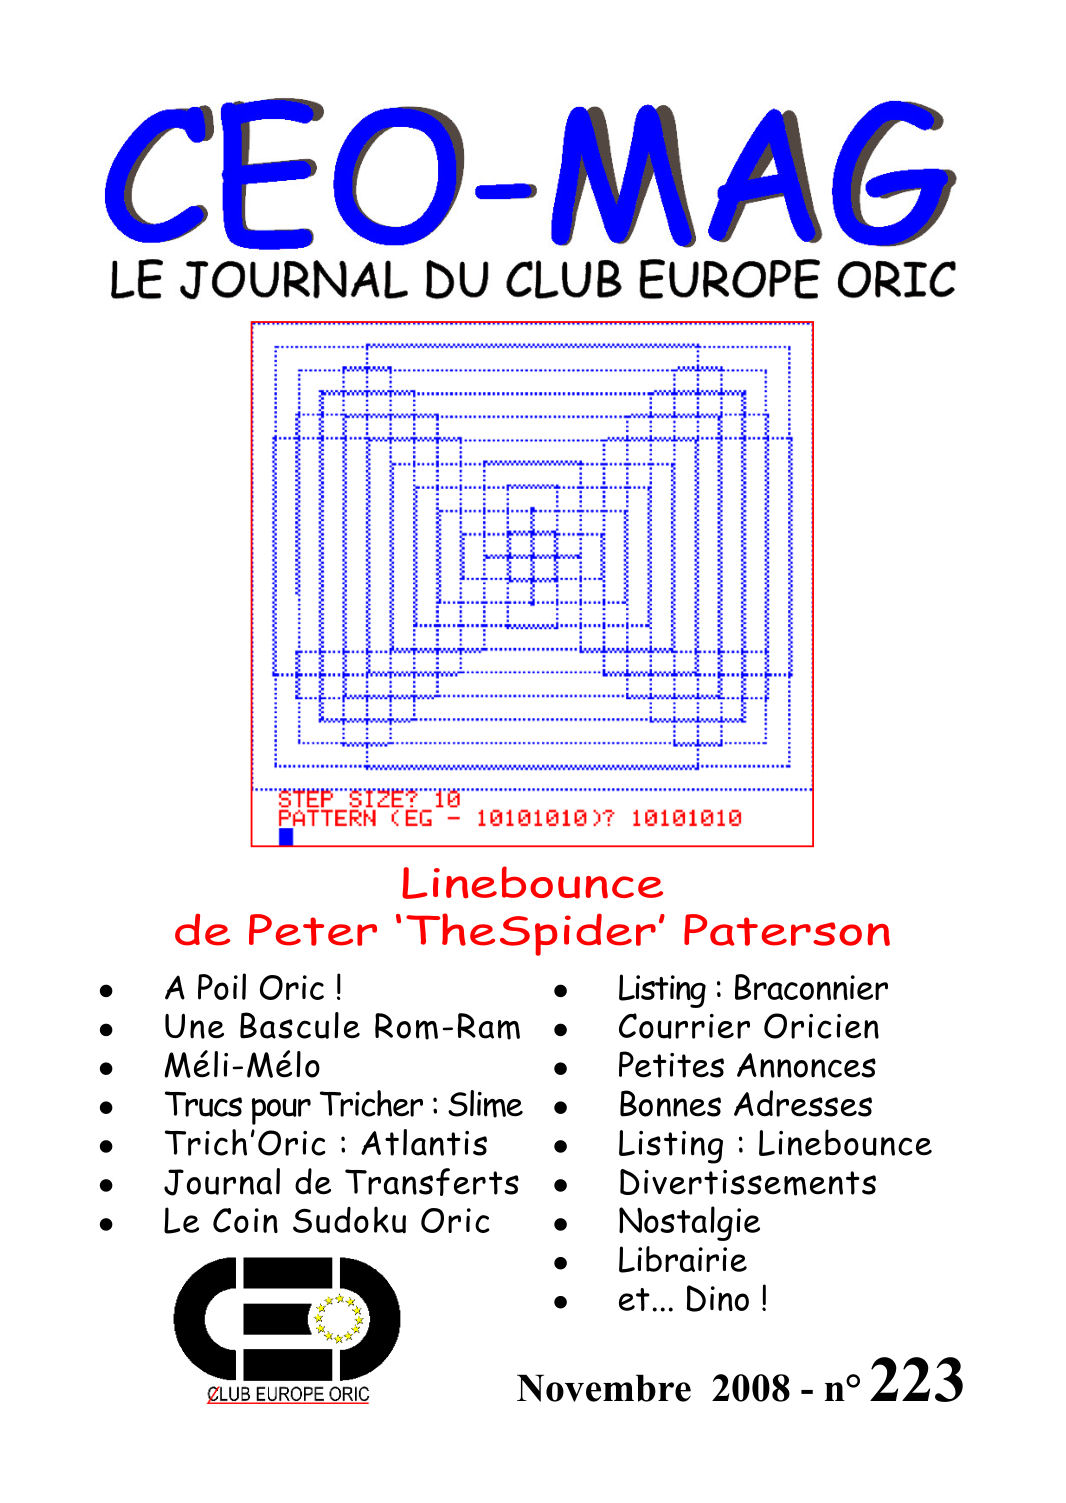 CEO-MAG
LE JOURNAL DU CLUB EUROPE ORIC
STEP SIZE? 10
PATTERN (EG - 10101010)? 10101010
Linebounce
de Peter ‘TheSpider’ Paterson
• A Poil Oric !
• Une Bascule Rom-Ram
• Méli-Mélo
• Trucs pour Tricher : Slime
• Trich’Oric : Atlantis
• Journal de Transferts
• Le Coin Sudoku Oric
• Listing : Braconnier
• Courrier Oricien
• Petites Annonces
• Bonnes Adresses
• Listing : Linebounce
• Divertissements
• Nostalgie
• Librairie
• et... Dino !
CEO
CLUB EUROPE ORIC
Novembre 2008 - n° 223